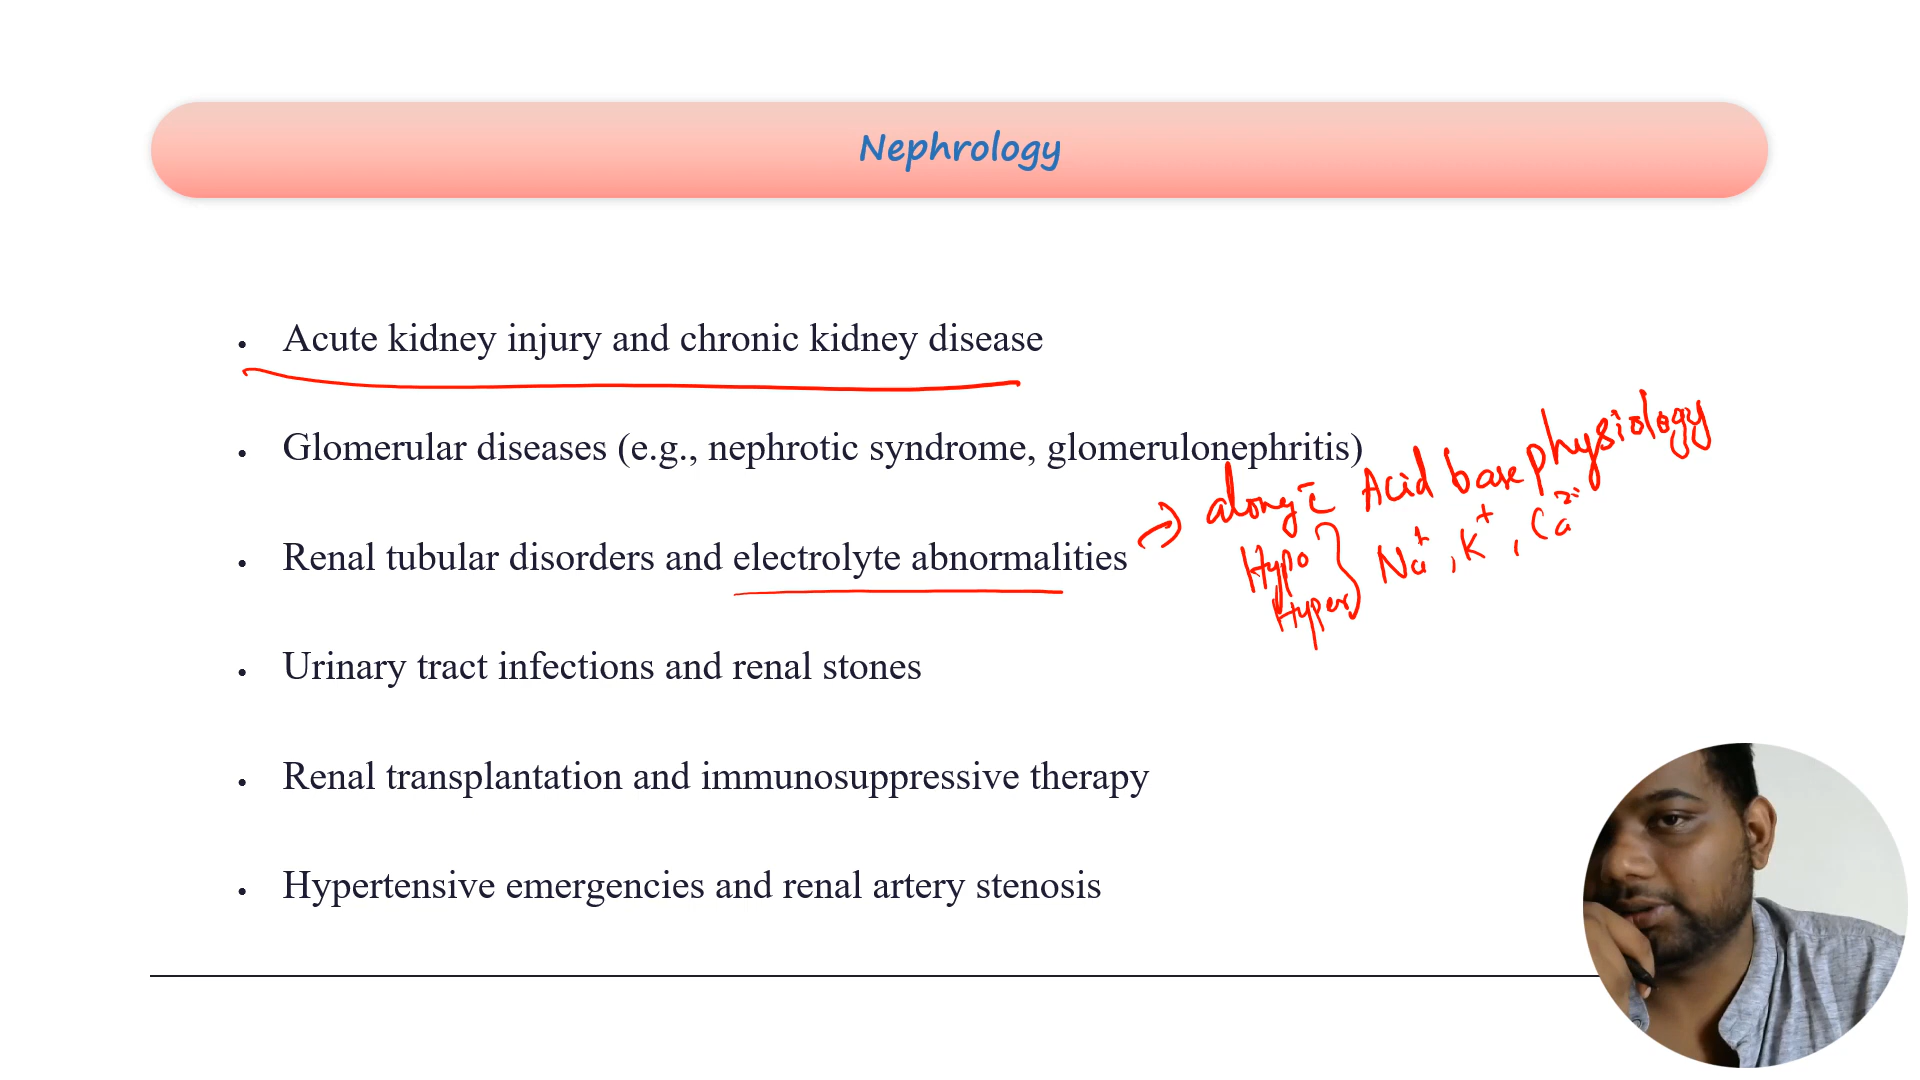 Nephrology
• Acute kidney injury and chronic kidney disease
• Glomerular diseases (e.g., nephrotic syndrome, glomerulonephritis)
→ along c̄ Acid base physiology
• Renal tubular disorders and electrolyte abnormalities
Hypo
Hyper } Na⁺, K⁺, Ca²⁺
• Urinary tract infections and renal stones
• Renal transplantation and immunosuppressive therapy
• Hypertensive emergencies and renal artery stenosis